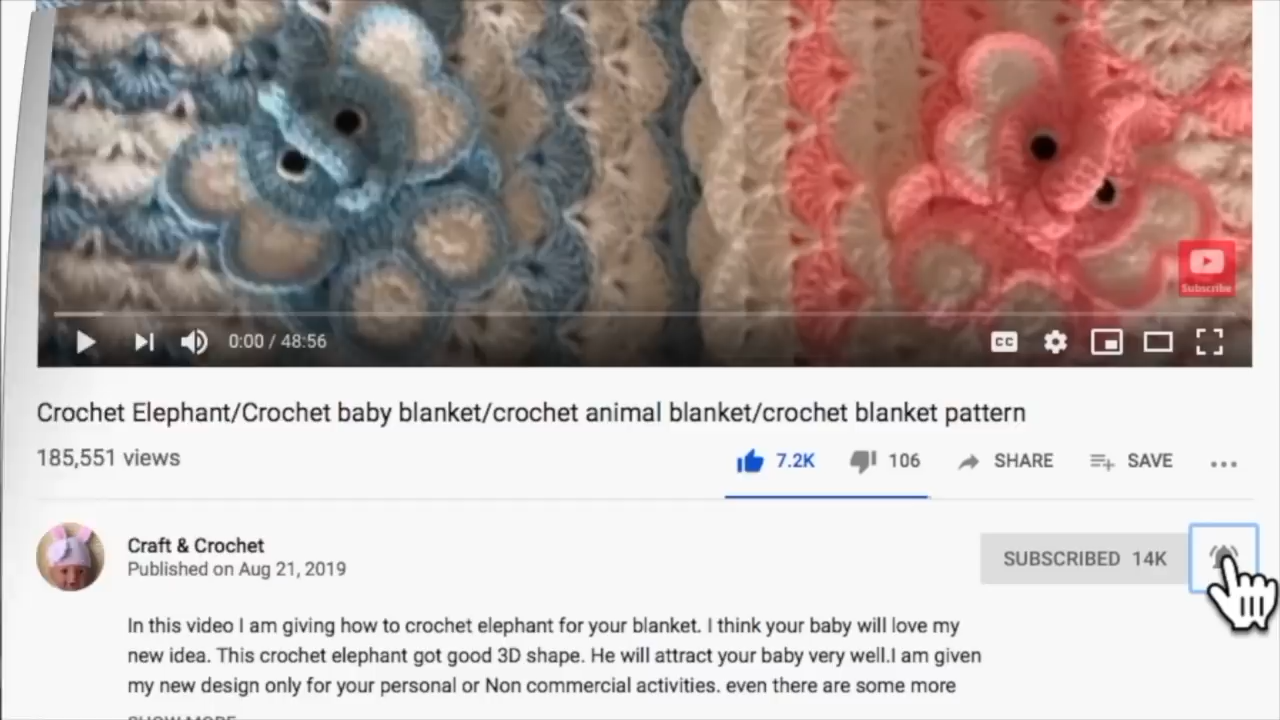 Subscribe
0:00 / 48:56
CC
Crochet Elephant/Crochet baby blanket/crochet animal blanket/crochet blanket pattern
185,551 views
7.2K 106 SHARE SAVE
Craft & Crochet
Published on Aug 21, 2019
SUBSCRIBED 14K
In this video I am giving how to crochet elephant for your blanket. I think your baby will love my
new idea. This crochet elephant got good 3D shape. He will attract your baby very well.I am given
my new design only for your personal or Non commercial activities. even there are some more
SHOW MORE